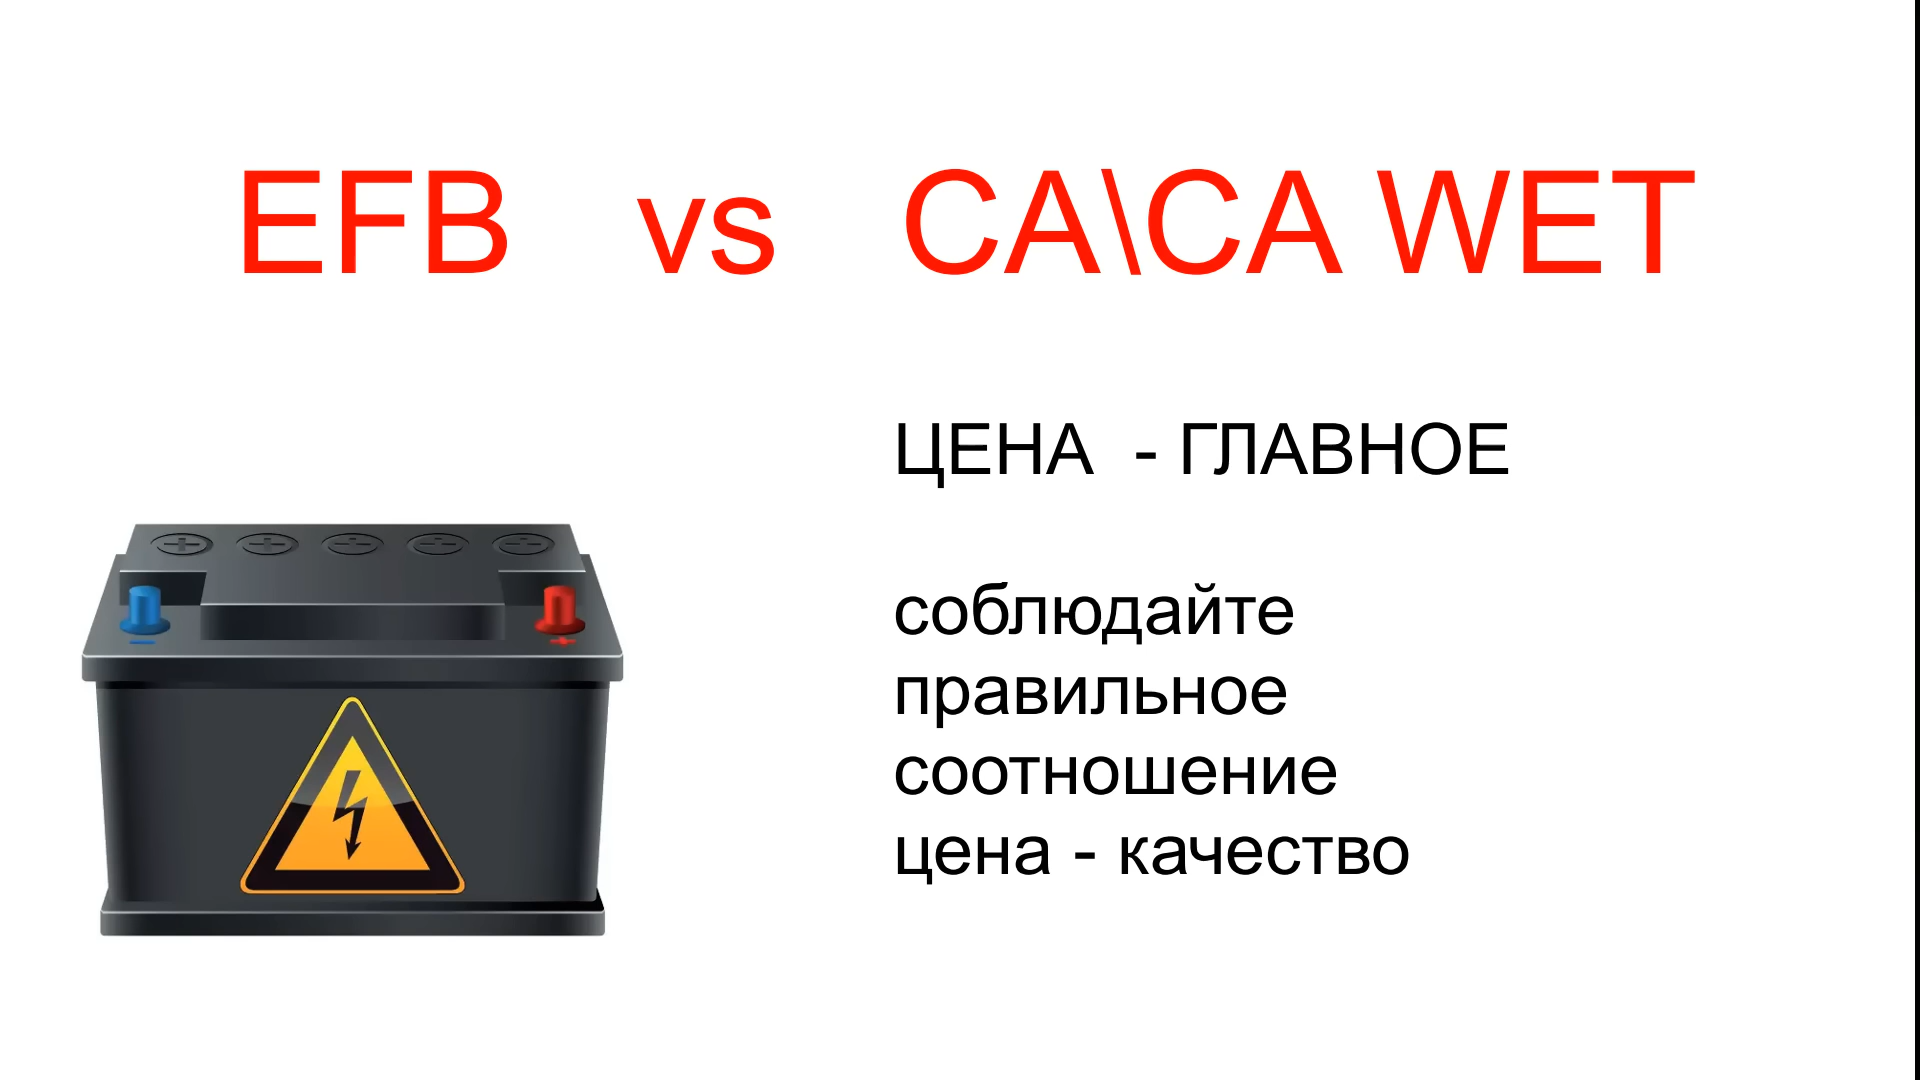 EFB vs CA\CA WET
ЦЕНА - ГЛАВНОЕ
соблюдайте
правильное
соотношение
цена - качество